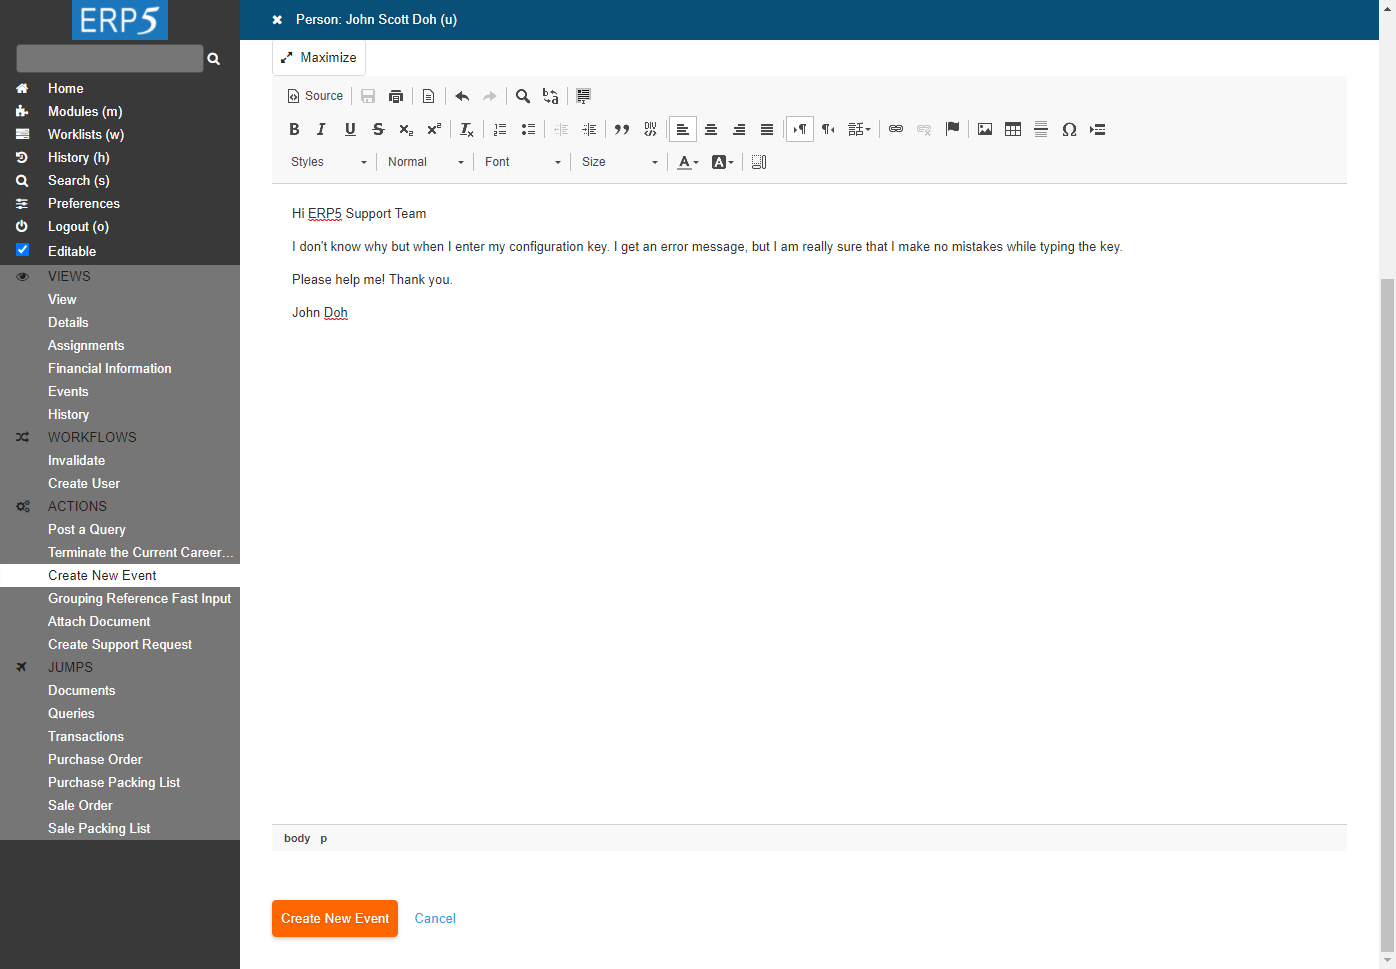 ERP5
Person: John Scott Doh (u)
Home
Modules (m)
Worklists (w)
History (h)
Search (s)
Preferences
Logout (o)
Editable
VIEWS
View
Details
Assignments
Financial Information
Events
History
WORKFLOWS
Invalidate
Create User
ACTIONS
Post a Query
Terminate the Current Career...
Create New Event
Grouping Reference Fast Input
Attach Document
Create Support Request
JUMPS
Documents
Queries
Transactions
Purchase Order
Purchase Packing List
Sale Order
Sale Packing List
Maximize
Source
Styles Normal Font Size
Hi ERP5 Support Team
I don't know why but when I enter my configuration key. I get an error message, but I am really sure that I make no mistakes while typing the key.
Please help me! Thank you.
John Doh
body p
Create New Event Cancel